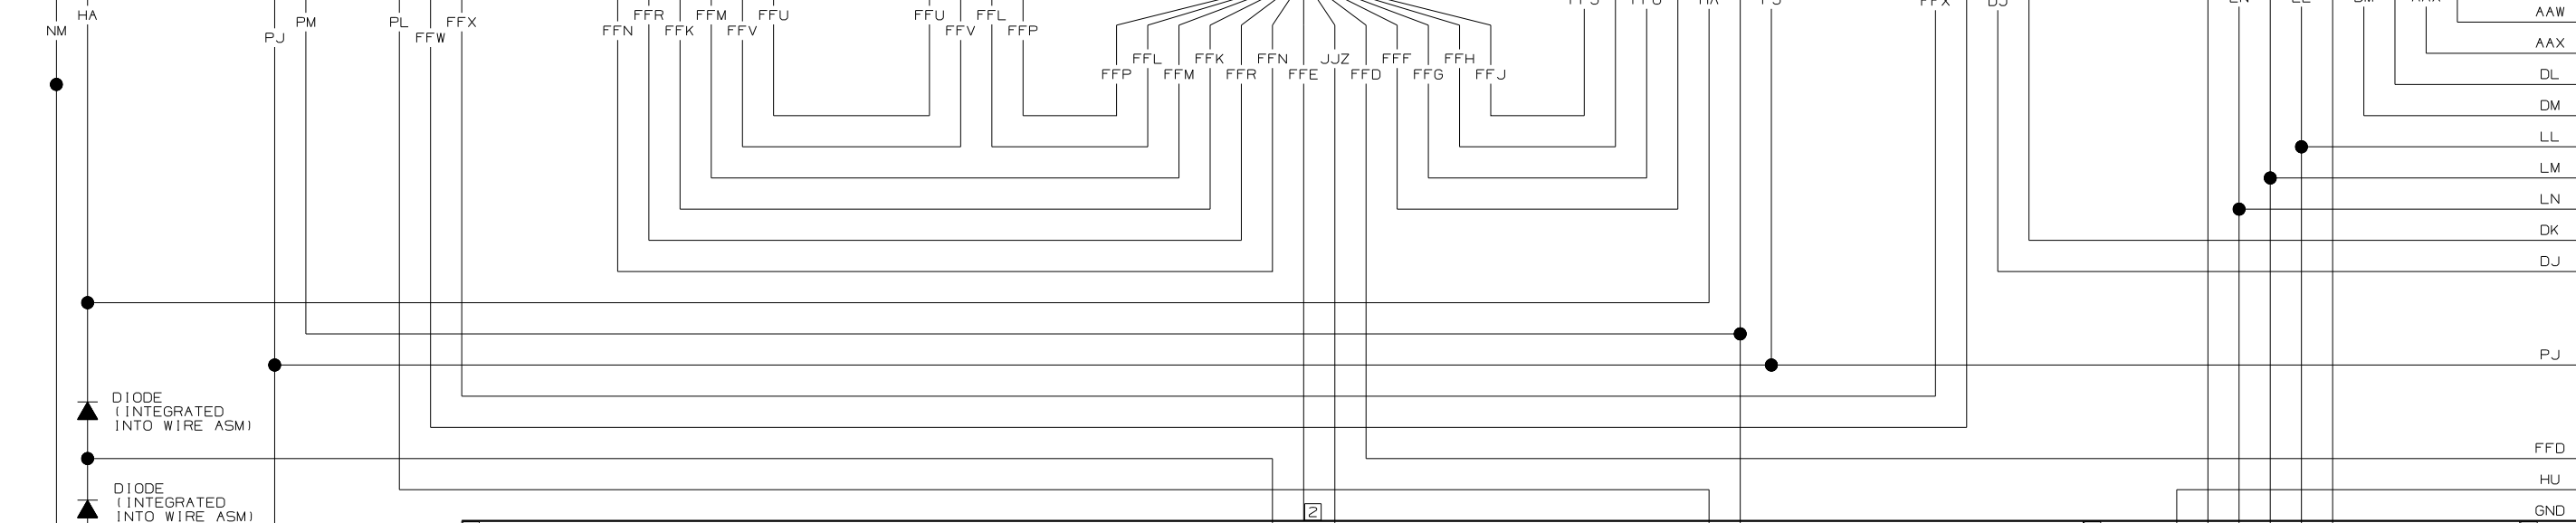 HA
NM
PJ
PM
PL
FFW
FFX
FFN
FFR
FFK
FFM
FFV
FFU
FFU
FFV
FFL
FFP
FFP
FFL
FFM
FFK
FFR
FFN
FFE
JJZ
FFD
FFF
FFG
FFH
FFJ
AAW
AAX
DL
DM
LL
LM
LN
DK
DJ
PJ
DIODE
(INTEGRATED
INTO WIRE ASM)
FFD
HU
GND
DIODE
(INTEGRATED
INTO WIRE ASM)
2